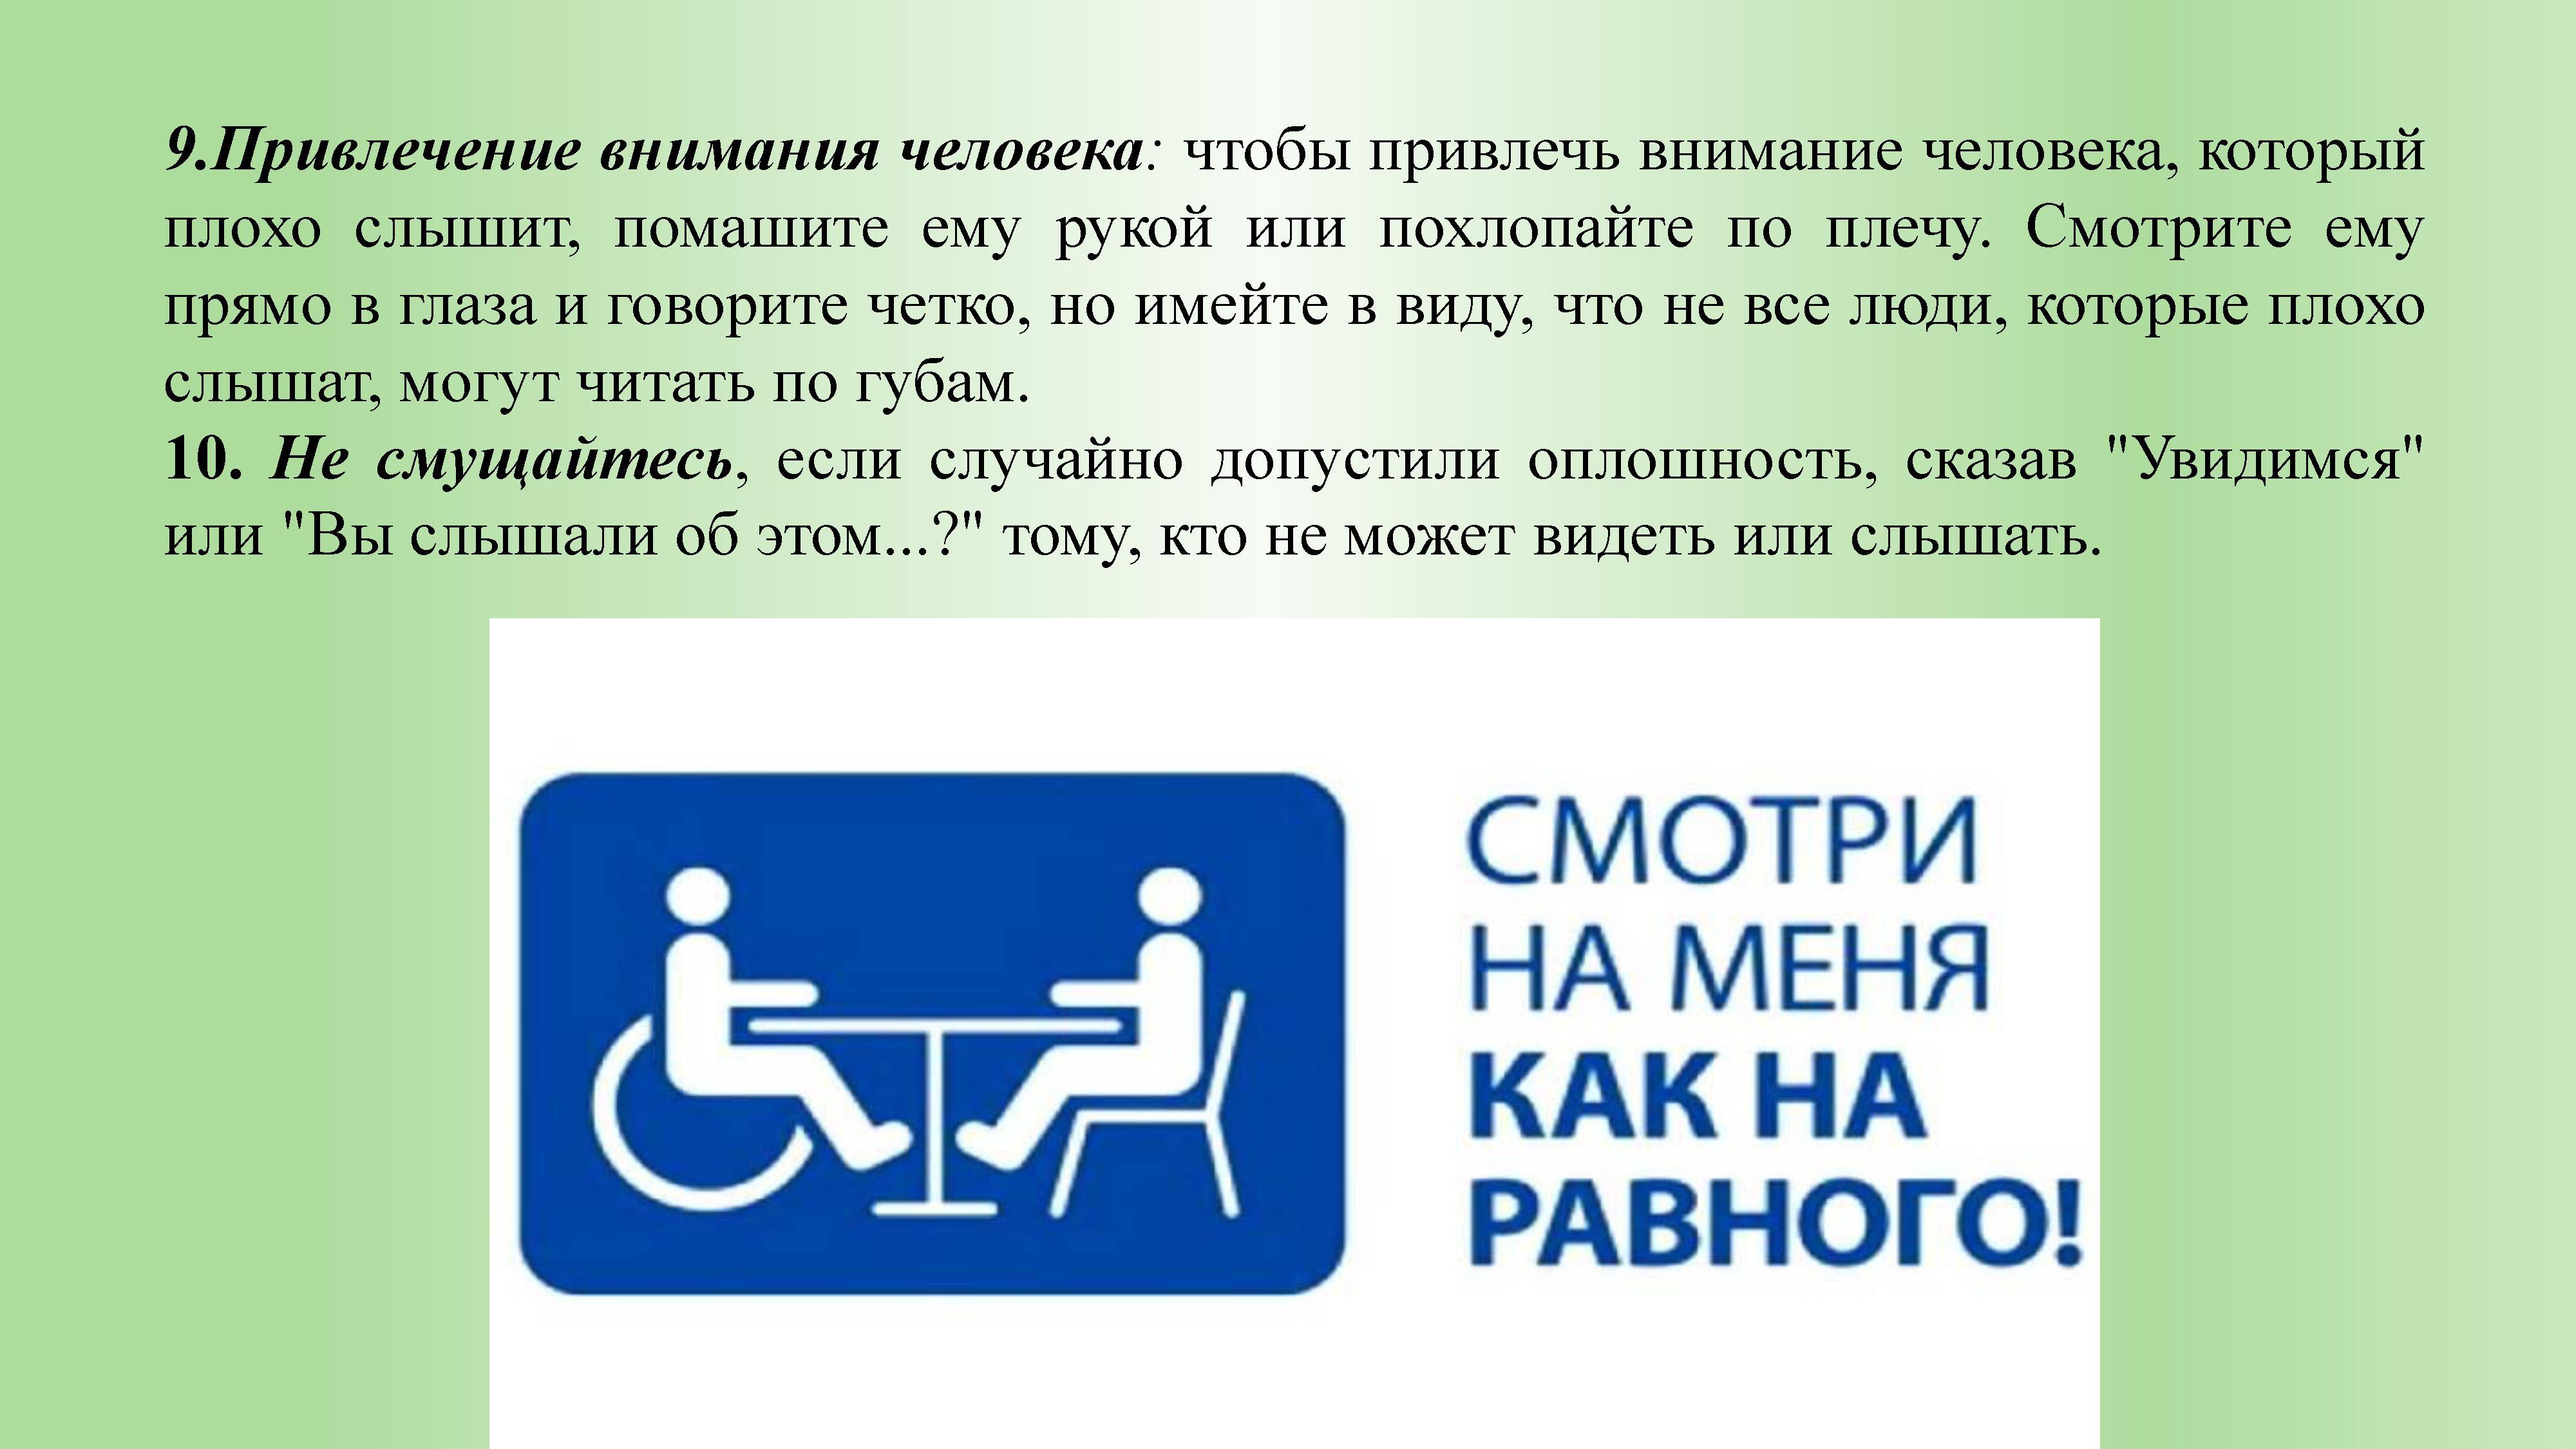 9.Привлечение внимания человека: чтобы привлечь внимание человека, который
плохо слышит, помашите ему рукой или похлопайте по плечу. Смотрите ему
прямо в глаза и говорите четко, но имейте в виду, что не все люди, которые плохо
слышат, могут читать по губам.
10. Не смущайтесь, если случайно допустили оплошность, сказав "Увидимся"
или "Вы слышали об этом...?" тому, кто не может видеть или слышать.
СМОТРИ
НА МЕНЯ
КАК НА
РАВНОГО!